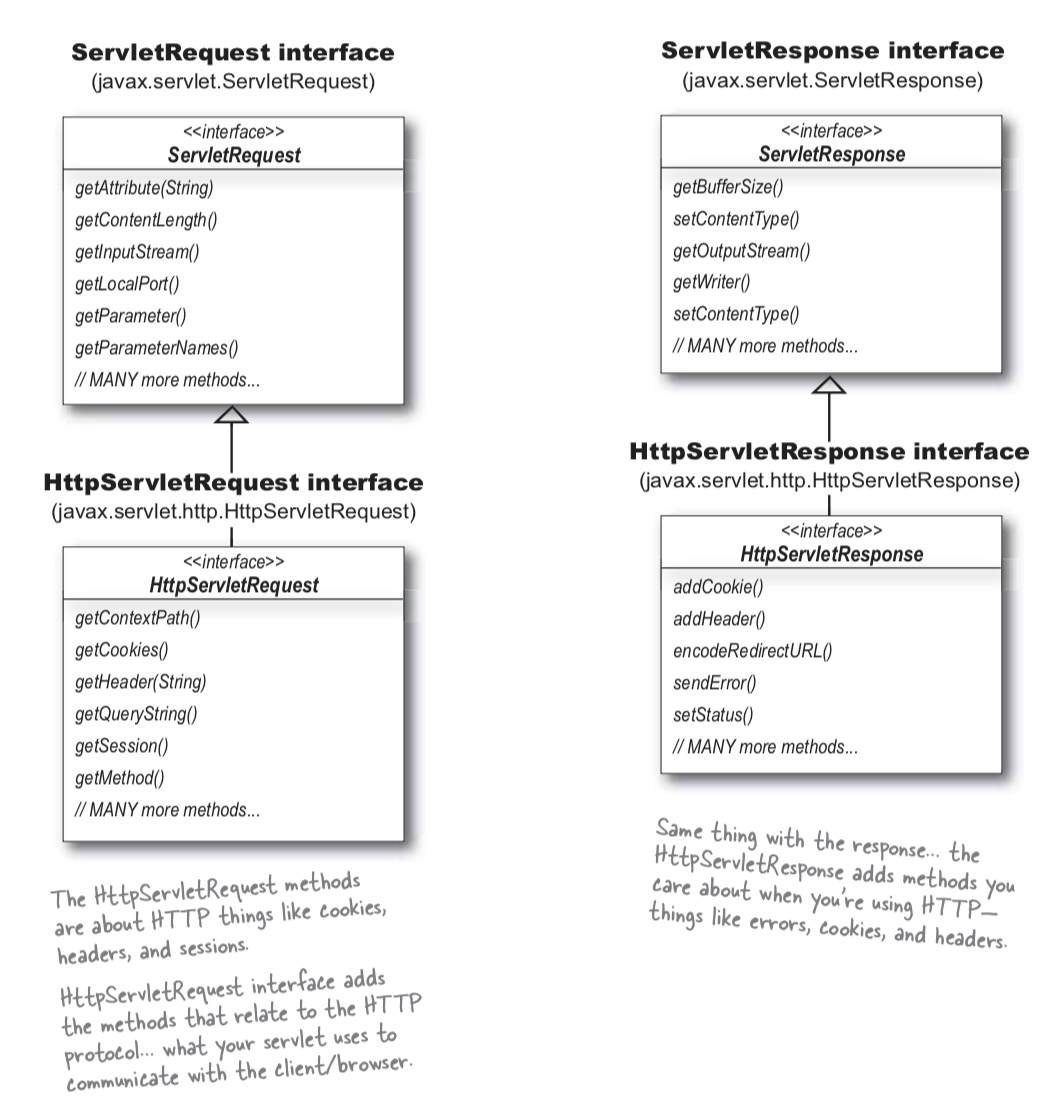 ServletRequest interface
(javax.servlet.ServletRequest)
<<interface>>
ServletRequest
getAttribute(String)
getContentLength()
getInputStream()
getLocalPort()
getParameter()
getParameterNames()
// MANY more methods...
HttpServletRequest interface
(javax.servlet.http.HttpServletRequest)
<<interface>>
HttpServletRequest
getContextPath()
getCookies()
getHeader(String)
getQueryString()
getSession()
getMethod()
// MANY more methods...
The HttpServletRequest methods
are about HTTP things like cookies,
headers, and sessions.
HttpServletRequest interface adds
the methods that relate to the HTTP
protocol... what your servlet uses to
communicate with the client/browser.
ServletResponse interface
(javax.servlet.ServletResponse)
<<interface>>
ServletResponse
getBufferSize()
setContentType()
getOutputStream()
getWriter()
setContentType()
// MANY more methods...
HttpServletResponse interface
(javax.servlet.http.HttpServletResponse)
<<interface>>
HttpServletResponse
addCookie()
addHeader()
encodeRedirectURL()
sendError()
setStatus()
// MANY more methods...
Same thing with the response... the
HttpServletResponse adds methods you
care about when you're using HTTP—
things like errors, cookies, and headers.